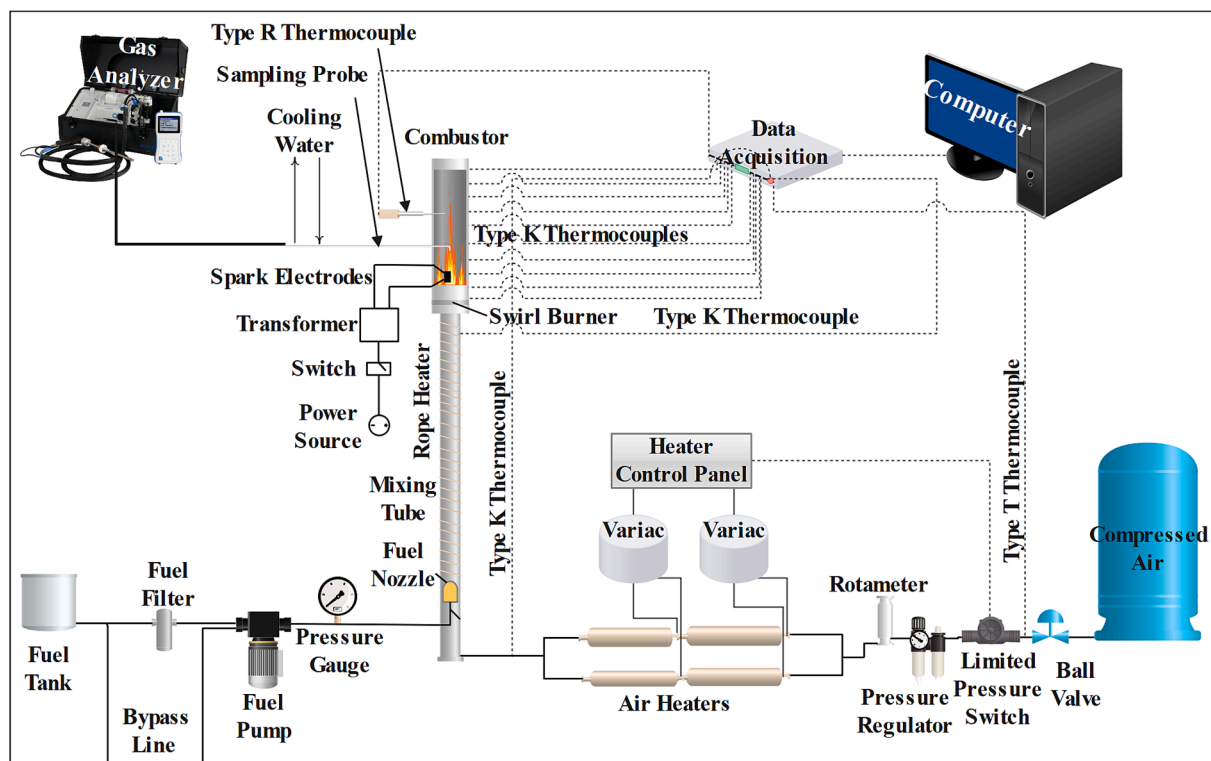 Gas
Analyzer
Type R Thermocouple
Sampling Probe
Cooling
Water
Combustor
Data
Acquisition
Computer
Type K Thermocouples
Spark Electrodes
Swirl Burner
Type K Thermocouple
Transformer
Switch
Power
Source
Rope Heater
Type K Thermocouple
Type T Thermocouple
Heater
Control Panel
Mixing
Tube
Variac
Variac
Compressed
Air
Fuel
Nozzle
Fuel
Filter
Rotameter
Pressure
Gauge
Fuel
Tank
Fuel
Pump
Bypass
Line
Air Heaters
Pressure
Regulator
Limited
Pressure
Switch
Ball
Valve